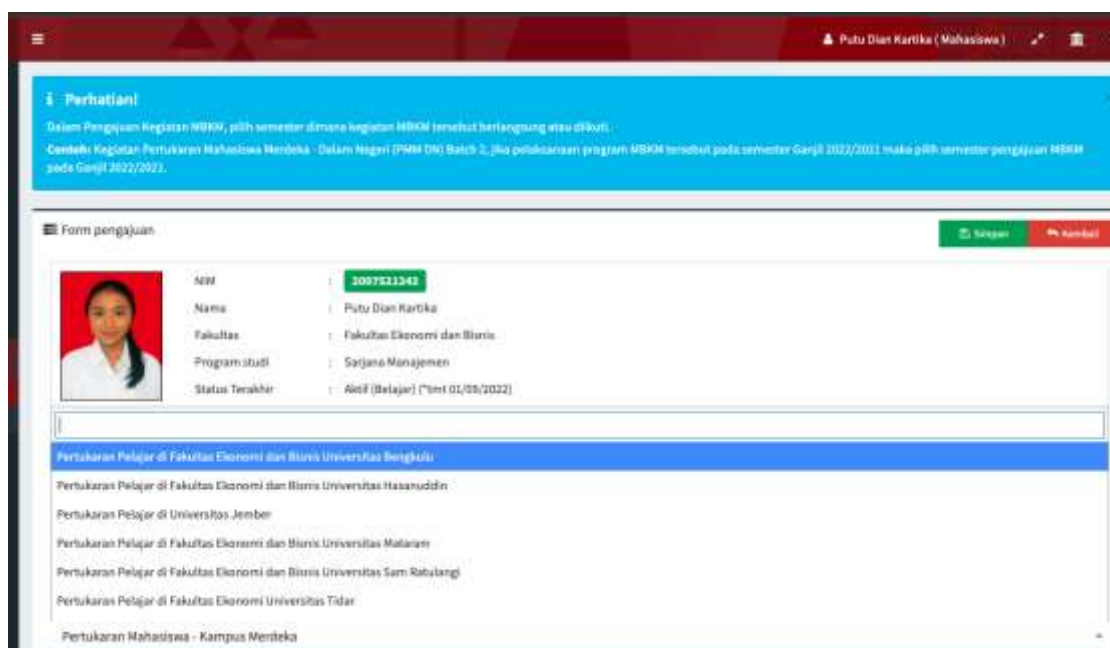 Putu Dian Kartika ( Mahasiswa )
Perhatian!
Dalam Pengajuan Kegiatan MBKM, pilih semester dimana kegiatan MBKM tersebut berlangsung atau diikuti.
Contoh: Kegiatan Pertukaran Mahasiswa Merdeka - Dalam Negeri (PMM DN) Batch 2, jika pelaksanaan program MBKM tersebut pada semester Ganjil 2022/2023 maka pilih semester pengajuan MBKM
pada Ganjil 2022/2023.
Form pengajuan
Simpan
Kembali
NIM : 2007521343
Nama : Putu Dian Kartika
Fakultas : Fakultas Ekonomi dan Bisnis
Program studi : Sarjana Manajemen
Status Terakhir : Aktif (Belajar) (*tmt 01/09/2022)
Pertukaran Pelajar di Fakultas Ekonomi dan Bisnis Universitas Bengkulu
Pertukaran Pelajar di Fakultas Ekonomi dan Bisnis Universitas Hasanuddin
Pertukaran Pelajar di Universitas Jember
Pertukaran Pelajar di Fakultas Ekonomi dan Bisnis Universitas Mataram
Pertukaran Pelajar di Fakultas Ekonomi dan Bisnis Universitas Sam Ratulangi
Pertukaran Pelajar di Fakultas Ekonomi Universitas Tidar
Pertukaran Mahasiswa - Kampus Merdeka